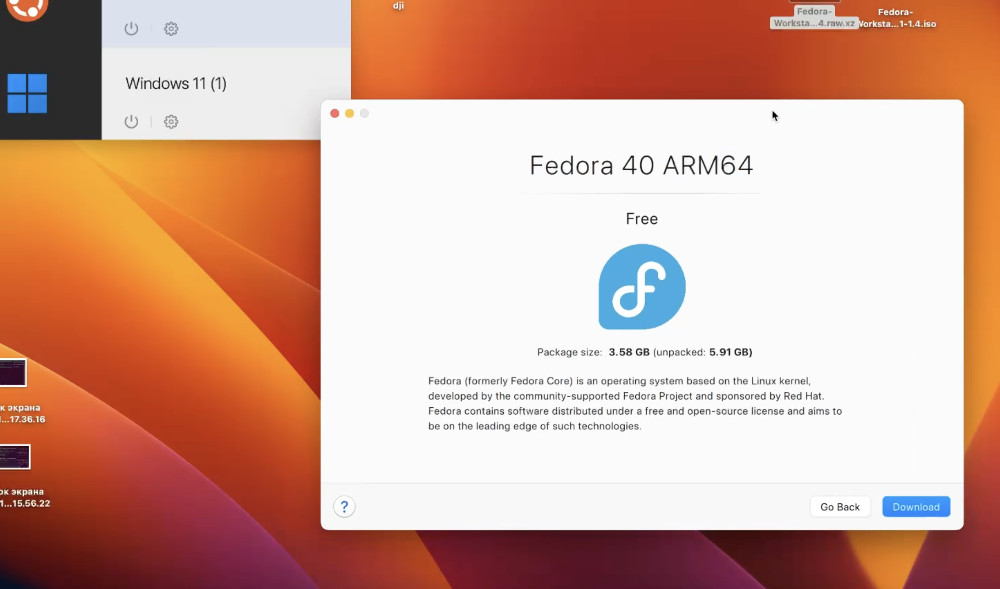 dji
Fedora-
Worksta...4.raw.xz
Fedora-
Worksta...1-1.4.iso
Windows 11 (1)
Fedora 40 ARM64
Free
Package size: 3.58 GB (unpacked: 5.91 GB)
Fedora (formerly Fedora Core) is an operating system based on the Linux kernel,
developed by the community-supported Fedora Project and sponsored by Red Hat.
Fedora contains software distributed under a free and open-source license and aims to
be on the leading edge of such technologies.
к экрана
...17.36.16
ок экрана
1...15.56.22
?
Go Back
Download